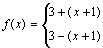 f(x) = { 3 + (x + 1)
3 − (x + 1)